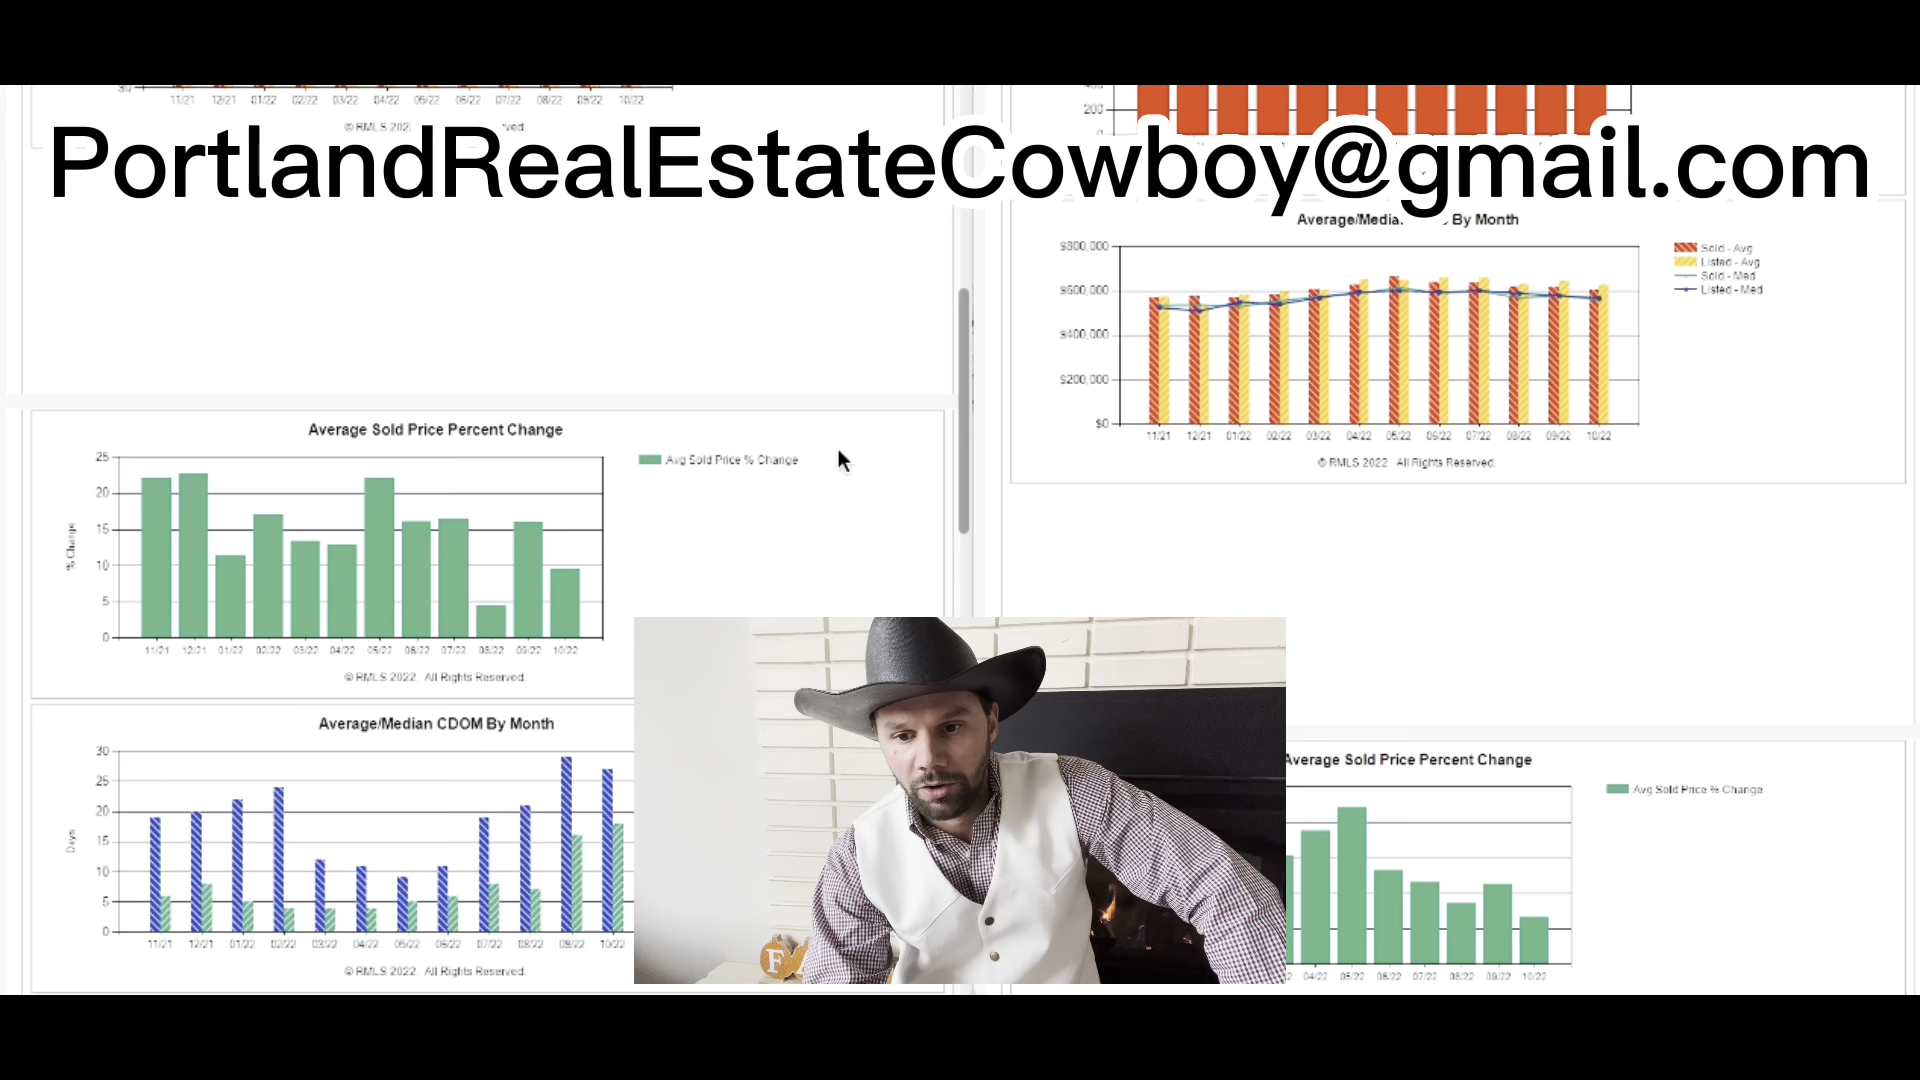 $0
11/21 12/21 01/22 02/22 03/22 04/22 05/22 06/22 07/22 08/22 09/22 10/22
© RMLS 202
200
0
PortlandRealEstateCowboy@gmail.com
By Month
$800,000
$600,000
$400,000
$200,000
$0
11/21 12/21 01/22 02/22 03/22 04/22 05/22 06/22 07/22 08/22 09/22 10/22
Sold - Avg
Listed - Avg
Sold - Med
Listed - Med
© RMLS 2022. All Rights Reserved.
Average Sold Price Percent Change
25
20
15
10
5
0
% Change
11/21 12/21 01/22 02/22 03/22 04/22 05/22 06/22 07/22 08/22 09/22 10/22
Avg Sold Price % Change
© RMLS 2022. All Rights Reserved.
Average/Median CDOM By Month
30
25
20
15
10
5
0
Days
11/21 12/21 01/22 02/22 03/22 04/22 05/22 06/22 07/22 08/22 09/22 10/22
© RMLS 2022. All Rights Reserved.
F
Average Sold Price Percent Change
Avg Sold Price % Change
04/22 05/22 06/22 07/22 08/22 09/22 10/22